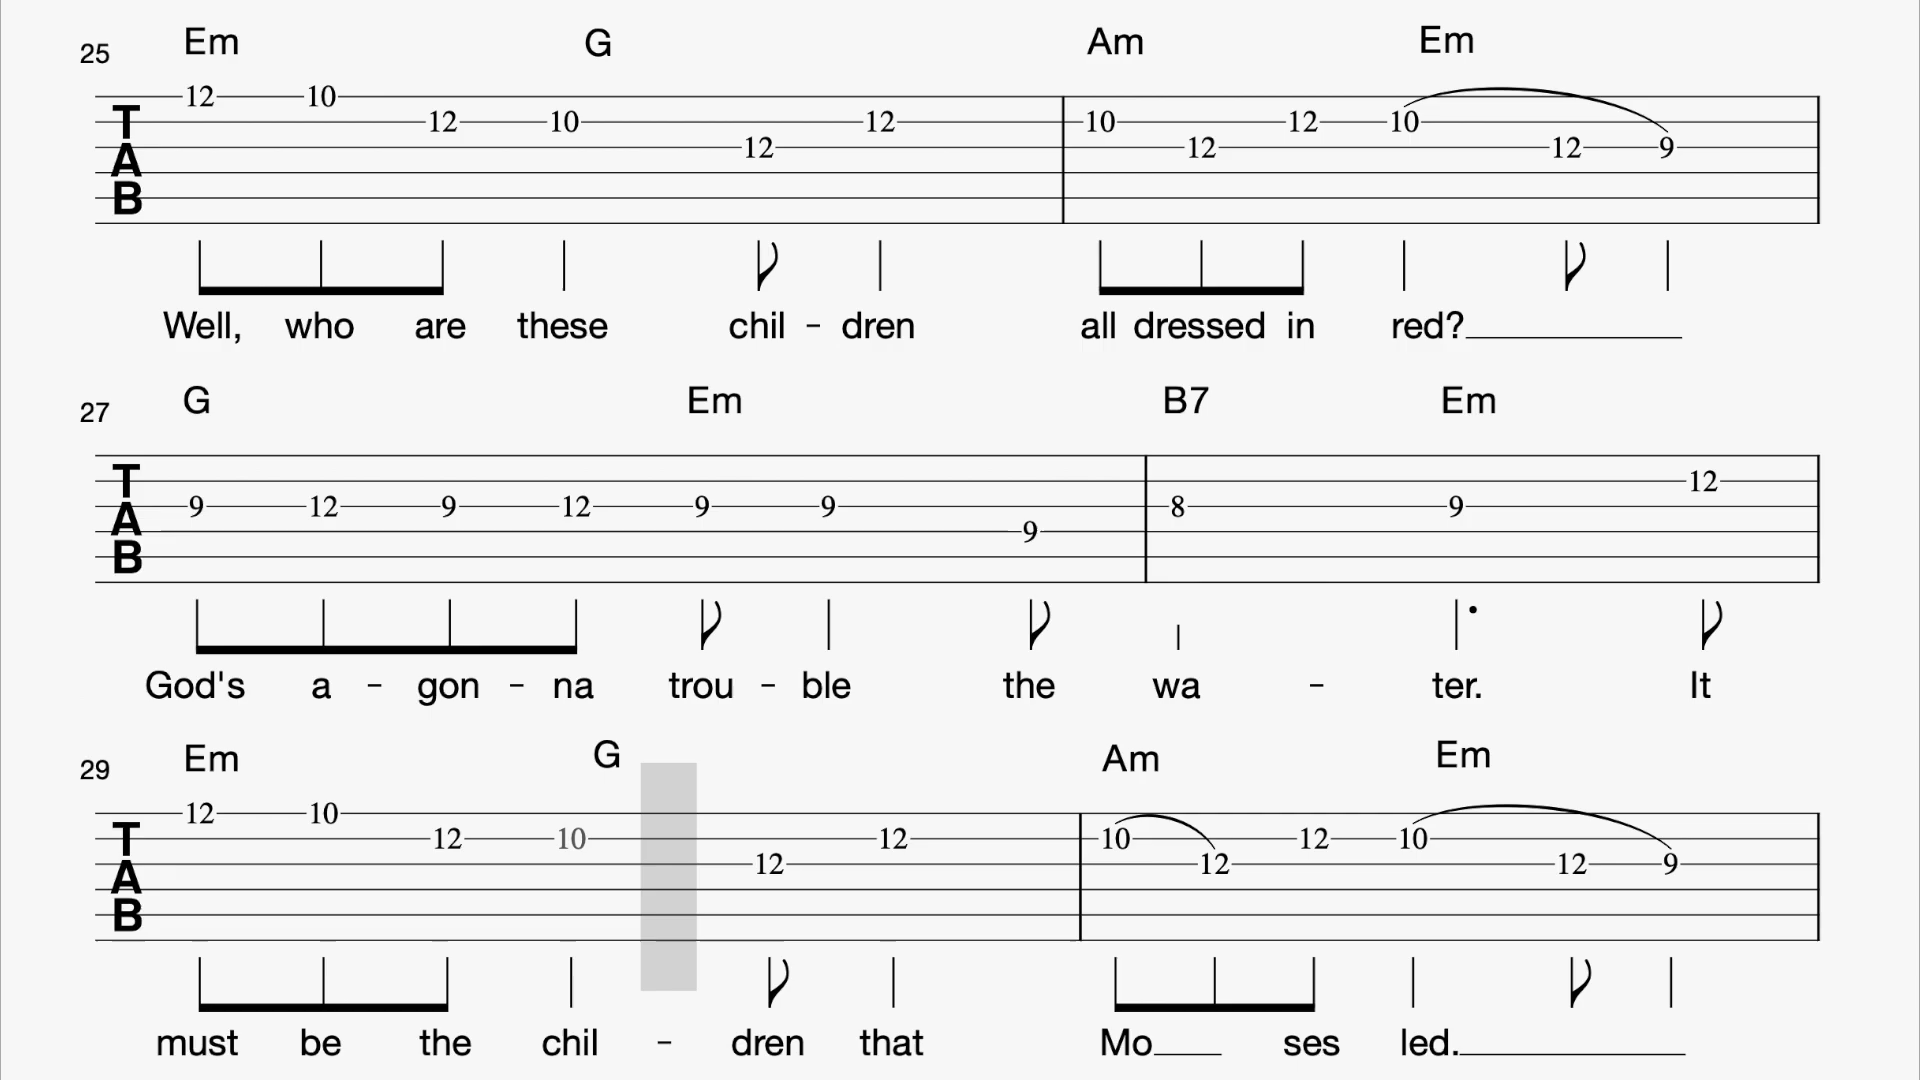 25 Em G Am Em
T A B
12 10 12 10 12 12 10 12 12 10 12 9
Well, who are these chil - dren all dressed in red?
27 G Em B7 Em
T A B
9 12 9 12 9 9 9 8 9 12
God's a - gon - na trou - ble the wa - ter. It
29 Em G Am Em
T A B
12 10 12 10 12 12 10 12 12 10 12 9
must be the chil - dren that Mo ses led.